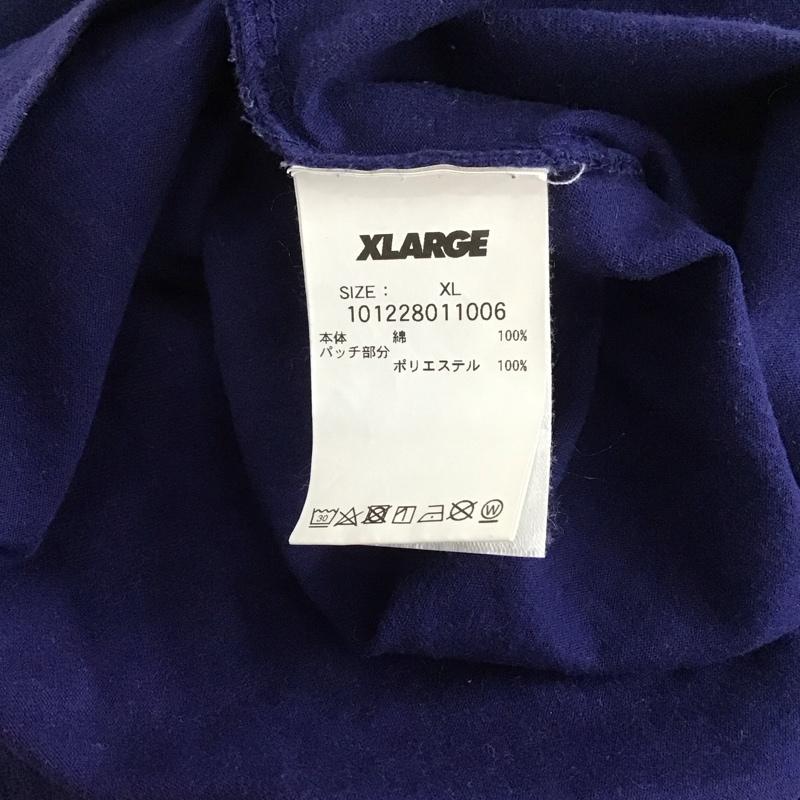 XLARGE
SIZE : XL
101228011006
本体 綿 100%
パッチ部分
ポリエステル 100%
30 W